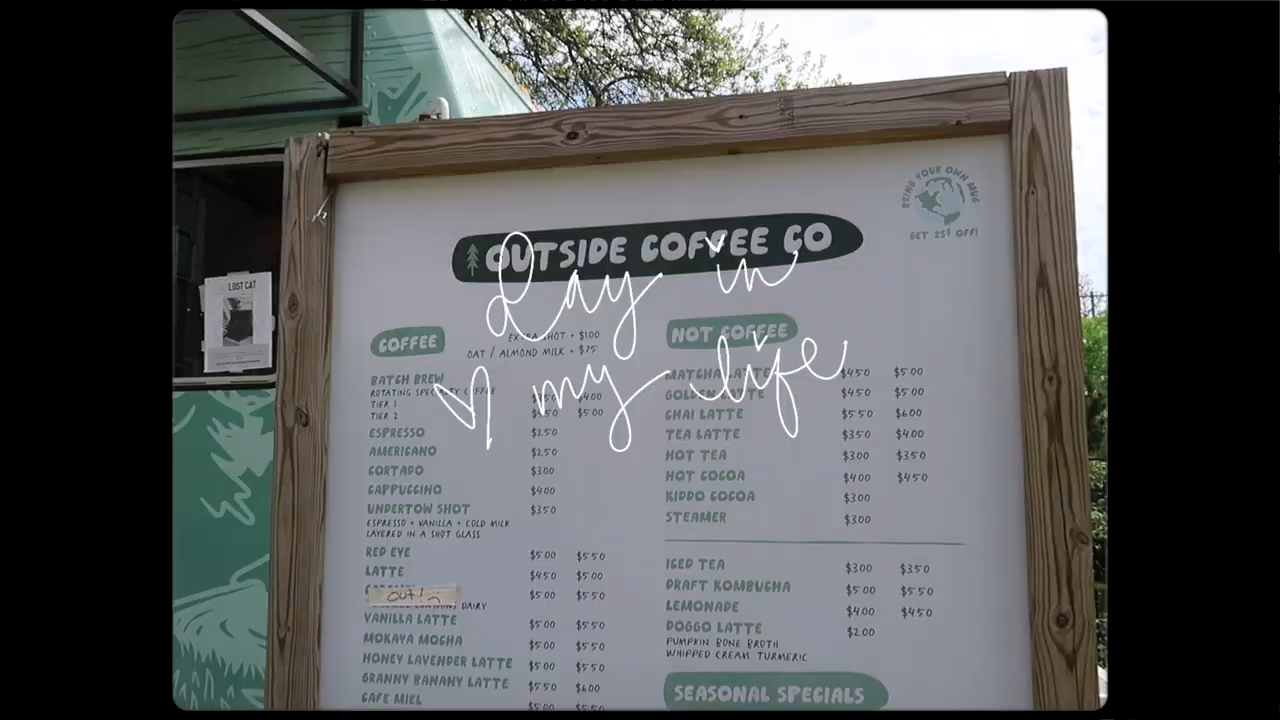 BRING YOUR OWN MUG
GET 25¢ OFF!
OUTSIDE COFFEE CO
Day in
my life
LOST CAT
COFFEE
EXTRA SHOT + $1.00
OAT / ALMOND MILK + $.75
BATCH BREW
ROTATING SPECIALTY COFFEE
TIER 1 $4.00
TIER 2 $5.00
ESPRESSO $2.50
AMERICANO $2.50
CORTADO $3.00
CAPPUCCINO $4.00
UNDERTOW SHOT $3.50
ESPRESSO + VANILLA + COLD MILK
LAYERED IN A SHOT GLASS
RED EYE $5.00 $5.50
LATTE $4.50 $5.00
OUT! $5.00 $5.50
CONTAINS DAIRY
VANILLA LATTE $5.00 $5.50
MOKAYA MOCHA $5.00 $5.50
HONEY LAVENDER LATTE $5.00 $5.50
GRANNY BANANY LATTE $5.50 $6.00
CAFE MIEL $5.00 $5.50
NOT COFFEE
MATCHA LATTE $4.50 $5.00
GOLDEN LATTE $4.50 $5.00
CHAI LATTE $5.50 $6.00
TEA LATTE $3.50 $4.00
HOT TEA $3.00 $3.50
HOT COCOA $4.00 $4.50
KIDDO COCOA $3.00
STEAMER $3.00
ICED TEA $3.00 $3.50
DRAFT KOMBUCHA $5.00 $5.50
LEMONADE $4.00 $4.50
DOGGO LATTE $2.00
PUMPKIN BONE BROTH
WHIPPED CREAM TURMERIC
SEASONAL SPECIALS